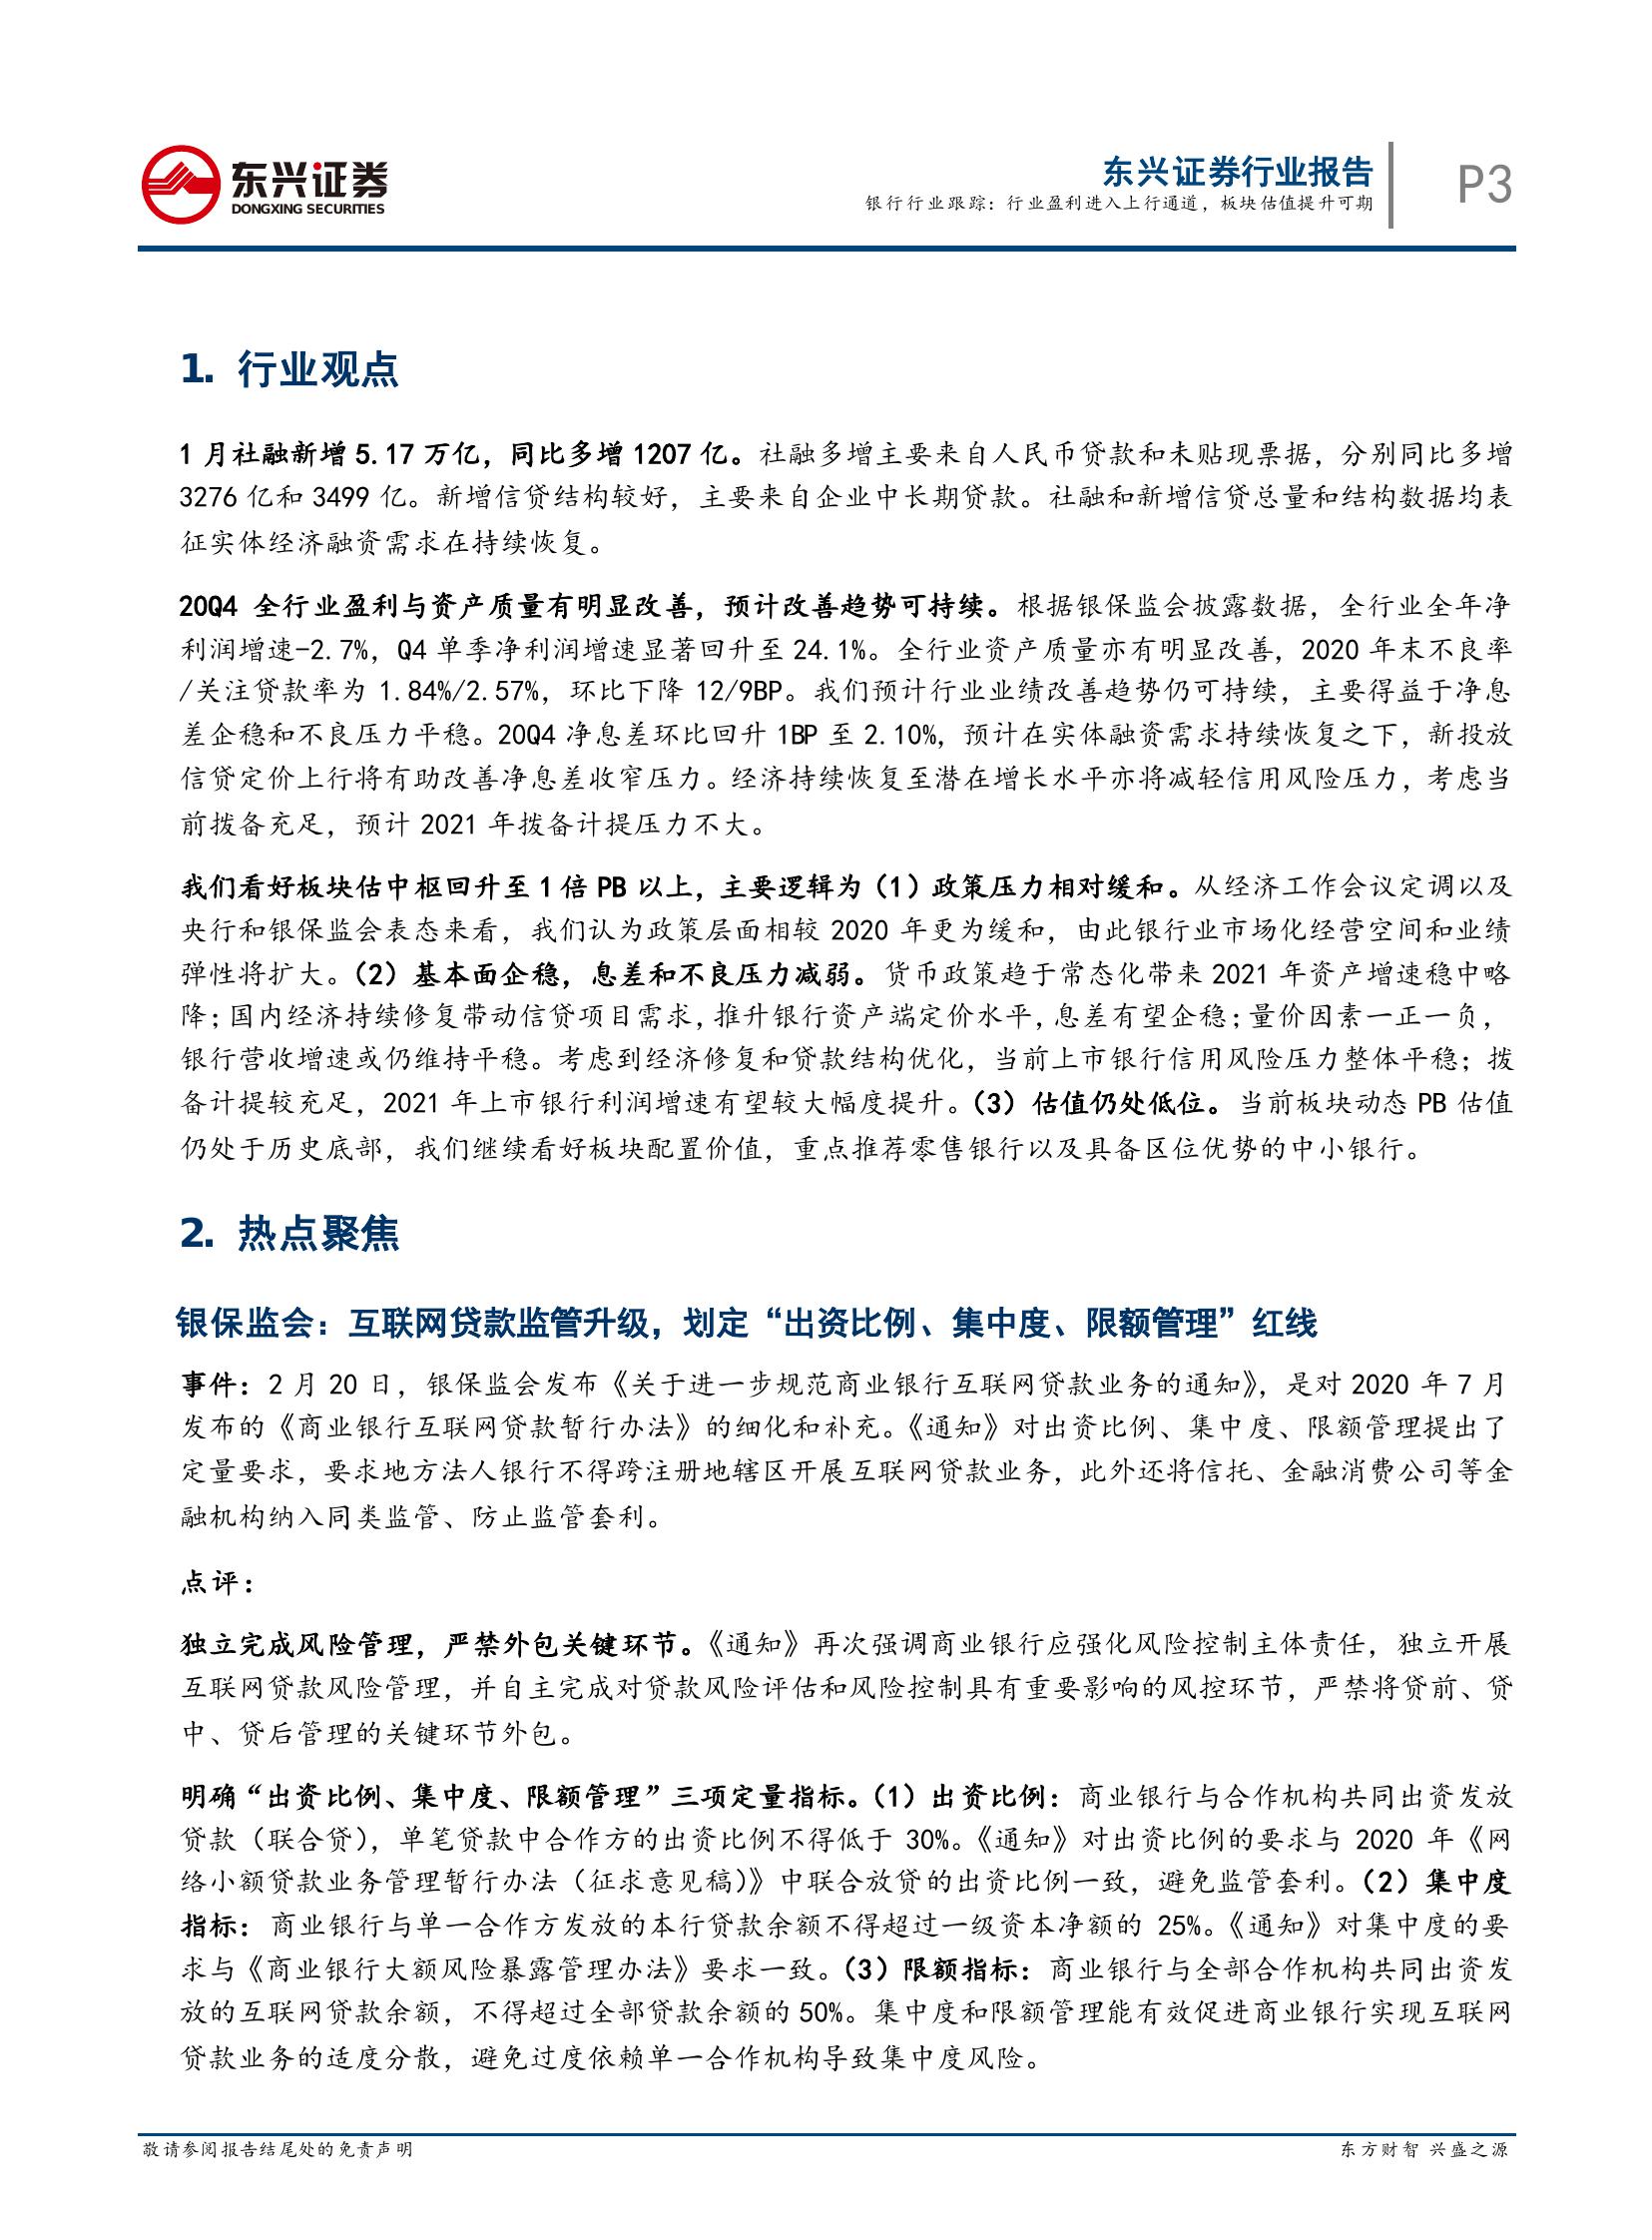 东兴证券
DONGXING SECURITIES
东兴证券行业报告
银行行业跟踪：行业盈利进入上行通道，板块估值提升可期
P3
1. 行业观点
1 月社融新增 5.17 万亿，同比多增 1207 亿。社融多增主要来自人民币贷款和未贴现票据，分别同比多增
3276 亿和 3499 亿。新增信贷结构较好，主要来自企业中长期贷款。社融和新增信贷总量和结构数据均表
征实体经济融资需求在持续恢复。
20Q4 全行业盈利与资产质量有明显改善，预计改善趋势可持续。根据银保监会披露数据，全行业全年净
利润增速-2.7%，Q4 单季净利润增速显著回升至 24.1%。全行业资产质量亦有明显改善，2020 年末不良率
/关注贷款率为 1.84%/2.57%，环比下降 12/9BP。我们预计行业业绩改善趋势仍可持续，主要得益于净息
差企稳和不良压力平稳。20Q4 净息差环比回升 1BP 至 2.10%，预计在实体融资需求持续恢复之下，新投放
信贷定价上行将有助改善净息差收窄压力。经济持续恢复至潜在增长水平亦将减轻信用风险压力，考虑当
前拨备充足，预计 2021 年拨备计提压力不大。
我们看好板块估中枢回升至 1 倍 PB 以上，主要逻辑为（1）政策压力相对缓和。从经济工作会议定调以及
央行和银保监会表态来看，我们认为政策层面相较 2020 年更为缓和，由此银行业市场化经营空间和业绩
弹性将扩大。（2）基本面企稳，息差和不良压力减弱。货币政策趋于常态化带来 2021 年资产增速稳中略
降；国内经济持续修复带动信贷项目需求，推升银行资产端定价水平，息差有望企稳；量价因素一正一负，
银行营收增速或仍维持平稳。考虑到经济修复和贷款结构优化，当前上市银行信用风险压力整体平稳；拨
备计提较充足，2021 年上市银行利润增速有望较大幅度提升。（3）估值仍处低位。当前板块动态 PB 估值
仍处于历史底部，我们继续看好板块配置价值，重点推荐零售银行以及具备区位优势的中小银行。
2. 热点聚焦
银保监会：互联网贷款监管升级，划定“出资比例、集中度、限额管理”红线
事件：2 月 20 日，银保监会发布《关于进一步规范商业银行互联网贷款业务的通知》，是对 2020 年 7 月
发布的《商业银行互联网贷款暂行办法》的细化和补充。《通知》对出资比例、集中度、限额管理提出了
定量要求，要求地方法人银行不得跨注册地辖区开展互联网贷款业务，此外还将信托、金融消费公司等金
融机构纳入同类监管、防止监管套利。
点评：
独立完成风险管理，严禁外包关键环节。《通知》再次强调商业银行应强化风险控制主体责任，独立开展
互联网贷款风险管理，并自主完成对贷款风险评估和风险控制具有重要影响的风控环节，严禁将贷前、贷
中、贷后管理的关键环节外包。
明确“出资比例、集中度、限额管理”三项定量指标。（1）出资比例：商业银行与合作机构共同出资发放
贷款（联合贷），单笔贷款中合作方的出资比例不得低于 30%。《通知》对出资比例的要求与 2020 年《网
络小额贷款业务管理暂行办法（征求意见稿）》中联合放贷的出资比例一致，避免监管套利。（2）集中度
指标：商业银行与单一合作方发放的本行贷款余额不得超过一级资本净额的 25%。《通知》对集中度的要
求与《商业银行大额风险暴露管理办法》要求一致。（3）限额指标：商业银行与全部合作机构共同出资发
放的互联网贷款余额，不得超过全部贷款余额的 50%。集中度和限额管理能有效促进商业银行实现互联网
贷款业务的适度分散，避免过度依赖单一合作机构导致集中度风险。
敬请参阅报告结尾处的免责声明
东方财智 兴盛之源